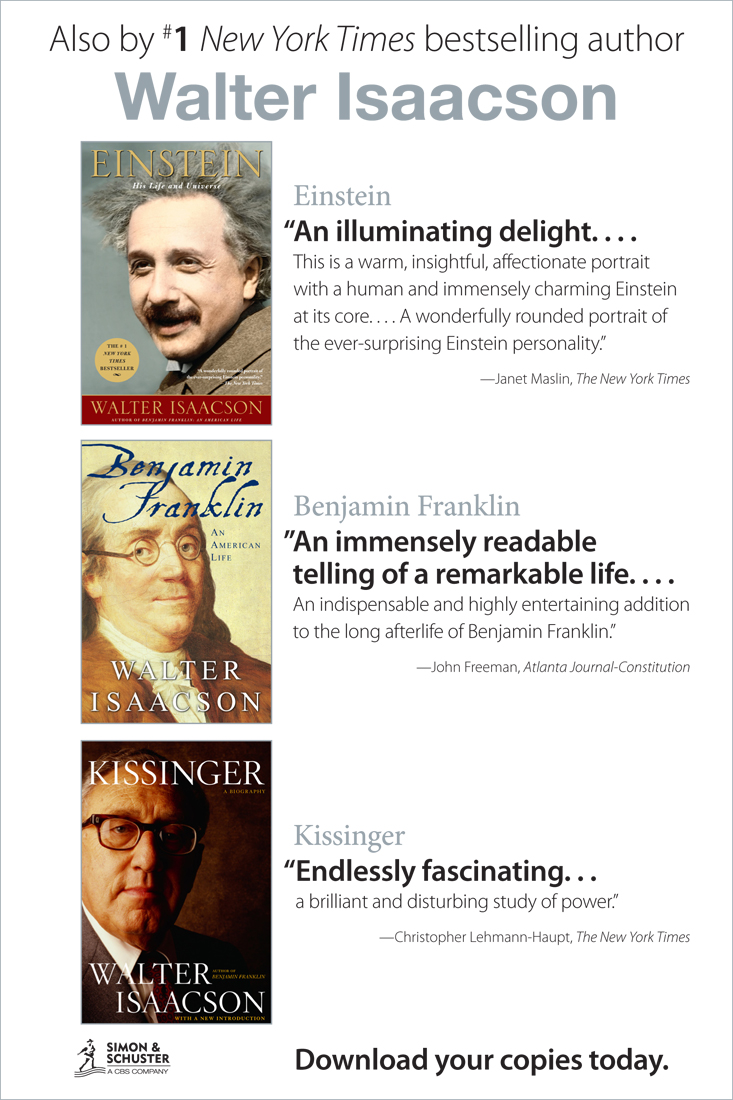 Also by #1 New York Times bestselling author
Walter Isaacson
EINSTEIN
His Life and Universe
THE #1
NEW YORK
TIMES
BESTSELLER
"A wonderfully rounded portrait of
the ever-surprising Einstein personality."
The New York Times
WALTER ISAACSON
AUTHOR OF BENJAMIN FRANKLIN: AN AMERICAN LIFE
Einstein
“An illuminating delight. . . .
This is a warm, insightful, affectionate portrait
with a human and immensely charming Einstein
at its core. . . . A wonderfully rounded portrait of
the ever-surprising Einstein personality.”
—Janet Maslin, The New York Times
Benjamin
Franklin
AN
AMERICAN
LIFE
WALTER
ISAACSON
Benjamin Franklin
”An immensely readable
telling of a remarkable life. . . .
An indispensable and highly entertaining addition
to the long afterlife of Benjamin Franklin.”
—John Freeman, Atlanta Journal-Constitution
KISSINGER
A BIOGRAPHY
WALTER
AUTHOR OF
BENJAMIN FRANKLIN
ISAACSON
WITH A NEW INTRODUCTION
Kissinger
“Endlessly fascinating. . .
a brilliant and disturbing study of power.”
—Christopher Lehmann-Haupt, The New York Times
SIMON &
SCHUSTER
A CBS COMPANY
Download your copies today.